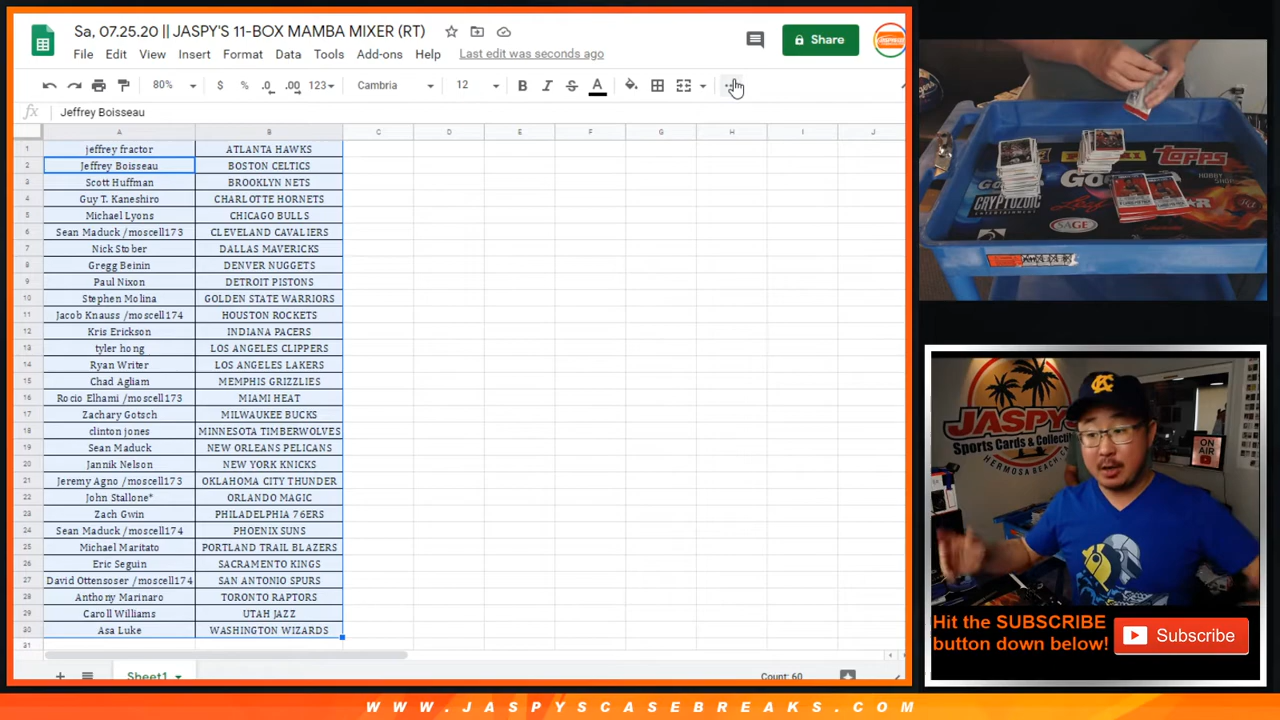 Sa, 07.25.20 || JASPY'S 11-BOX MAMBA MIXER (RT)
File Edit View Insert Format Data Tools Add-ons Help Last edit was seconds ago
Share
80% $ % .0 .00 123 Cambria 12 B I S A
fx Jeffrey Boisseau
A B C D E F G H I J
1 jeffrey fractor ATLANTA HAWKS
2 Jeffrey Boisseau BOSTON CELTICS
3 Scott Huffman BROOKLYN NETS
4 Guy T. Kaneshiro CHARLOTTE HORNETS
5 Michael Lyons CHICAGO BULLS
6 Sean Maduck /moscell173 CLEVELAND CAVALIERS
7 Nick Stober DALLAS MAVERICKS
8 Gregg Beinin DENVER NUGGETS
9 Paul Nixon DETROIT PISTONS
10 Stephen Molina GOLDEN STATE WARRIORS
11 Jacob Knauss /moscell174 HOUSTON ROCKETS
12 Kris Erickson INDIANA PACERS
13 tyler hong LOS ANGELES CLIPPERS
14 Ryan Writer LOS ANGELES LAKERS
15 Chad Agliam MEMPHIS GRIZZLIES
16 Rocio Elhami /moscell173 MIAMI HEAT
17 Zachary Gotsch MILWAUKEE BUCKS
18 clinton jones MINNESOTA TIMBERWOLVES
19 Sean Maduck NEW ORLEANS PELICANS
20 Jannik Nelson NEW YORK KNICKS
21 Jeremy Agno /moscell173 OKLAHOMA CITY THUNDER
22 John Stallone* ORLANDO MAGIC
23 Zach Gwin PHILADELPHIA 76ERS
24 Sean Maduck /moscell174 PHOENIX SUNS
25 Michael Maritato PORTLAND TRAIL BLAZERS
26 Eric Seguin SACRAMENTO KINGS
27 David Ottensoser /moscell174 SAN ANTONIO SPURS
28 Anthony Marinaro TORONTO RAPTORS
29 Caroll Williams UTAH JAZZ
30 Asa Luke WASHINGTON WIZARDS
31
Sheet1 Count: 60
TOPPS
HOBBY SHOP
CRYPTOZOIC
ENTERTAINMENT
Leaf
SAGE
JASPY'S
Sports Cards & Collectibles
HERMOSA BEACH, CA
ON
AIR
Hit the SUBSCRIBE
button down below!
Subscribe
WWW.JASPYSCASEBREAKS.COM